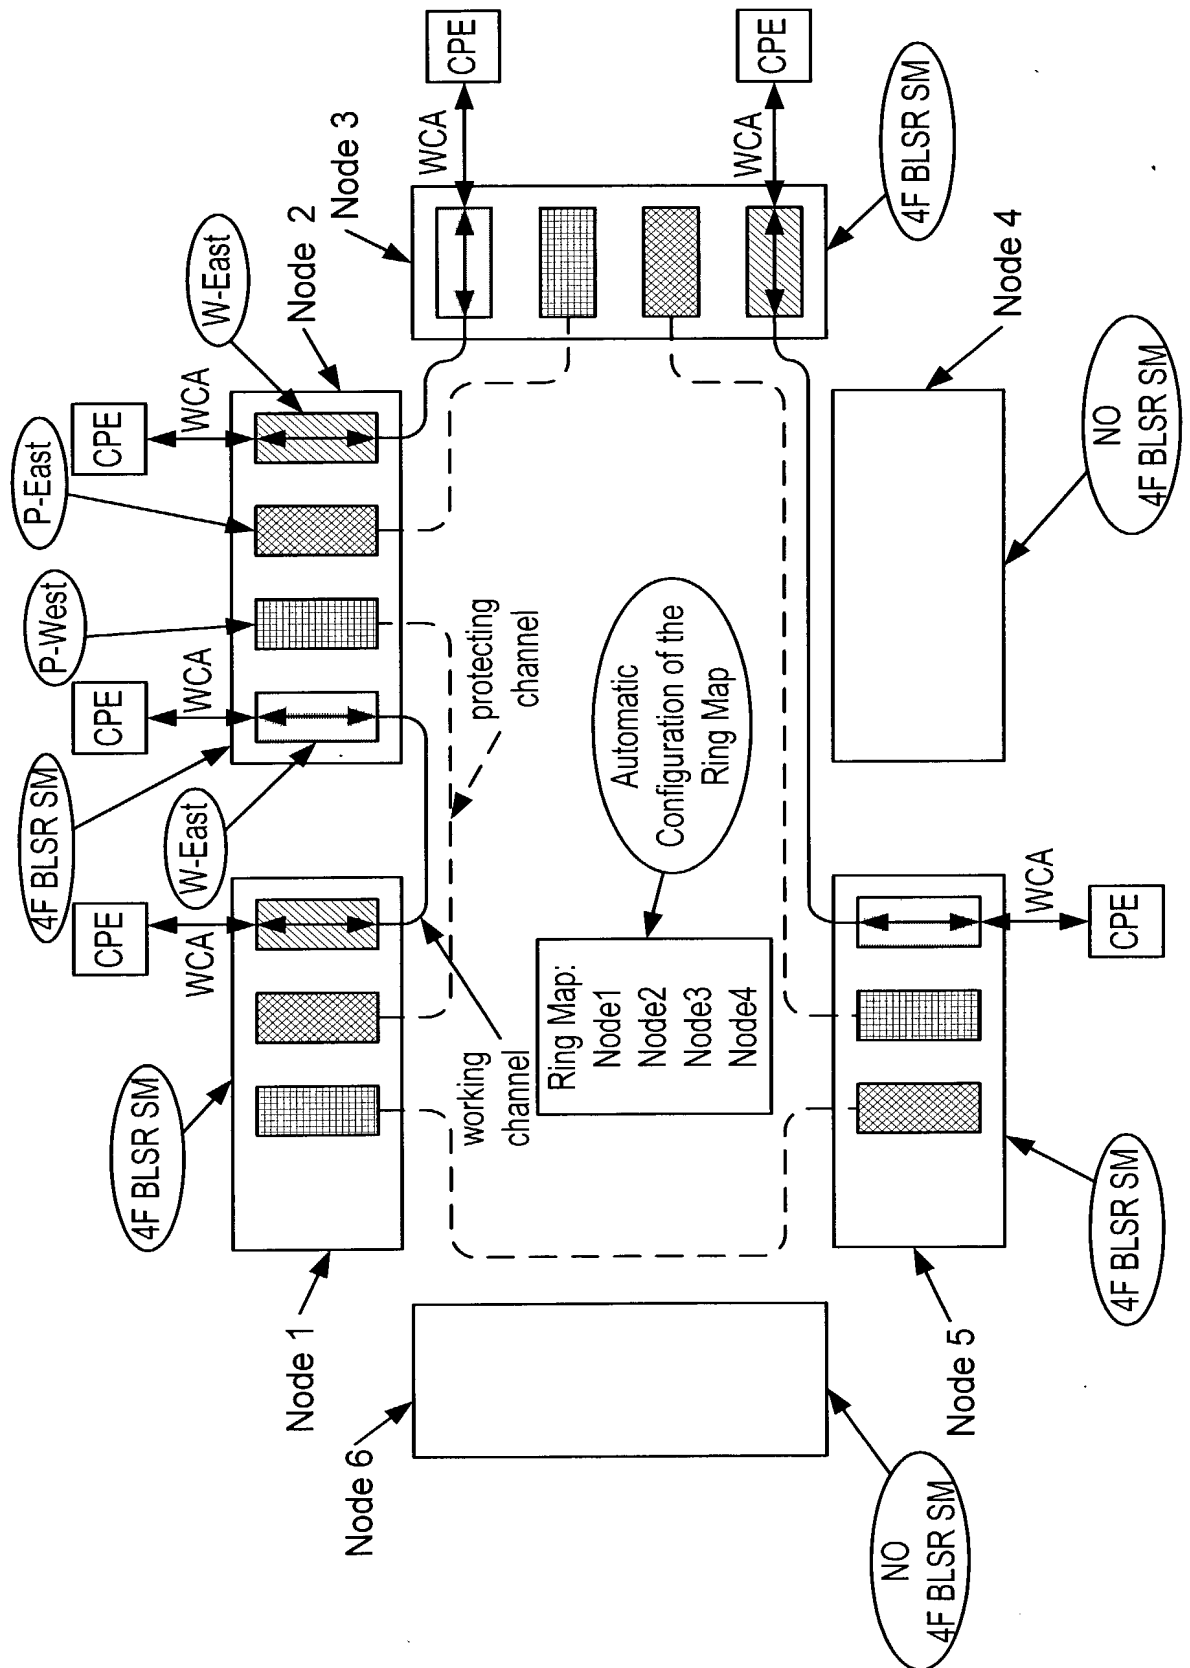 Node 6
NO
4F BLSR SM
Node 1
4F BLSR SM
CPE
WCA
4F BLSR SM
W-East
CPE
WCA
P-West
P-East
CPE
WCA
W-East
Node 2
Node 3
working
channel
protecting
channel
Ring Map:
Node1
Node2
Node3
Node4
Automatic
Configuration of the
Ring Map
WCA
CPE
WCA
CPE
4F BLSR SM
Node 4
NO
4F BLSR SM
Node 5
4F BLSR SM
WCA
CPE